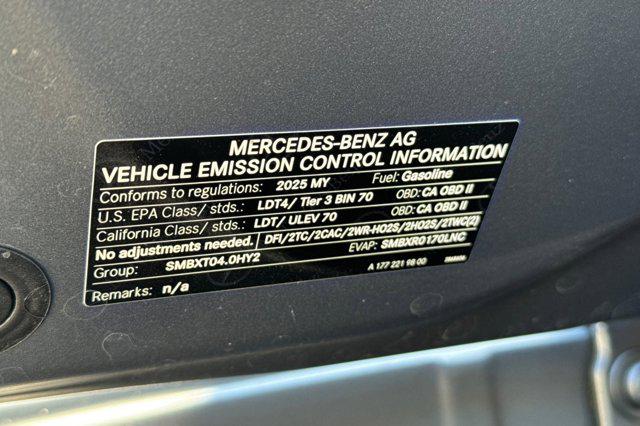 MERCEDES-BENZ AG
VEHICLE EMISSION CONTROL INFORMATION
Conforms to regulations: 2025 MY Fuel: Gasoline
U.S. EPA Class/ stds.: LDT4/ Tier 3 BIN 70 OBD: CA OBD II
California Class/ stds.: LDT/ ULEV 70 OBD: CA OBD II
No adjustments needed. DFI/2TC/2CAC/2WR-HO2S/2HO2S/2TWC(2)
Group: SMBXT04.0HY2 EVAP: SMBXR0170LNC
Remarks: n/a A 177 221 98 00